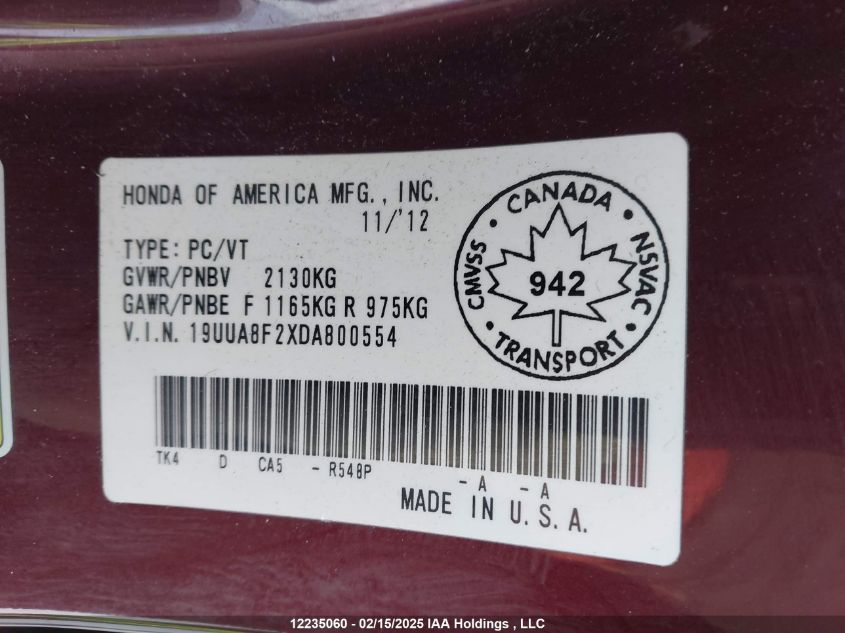 HONDA OF AMERICA MFG., INC.
11/'12
TYPE: PC/VT
GVWR/PNBV 2130KG
GAWR/PNBE F 1165KG R 975KG
V.I.N. 19UUA8F2XDA800554
CANADA
CMVSS
NSVAC
942
TRANSPORT
TK4 D CA5 - R548P - A - A
MADE IN U.S.A.
12235060 - 02/15/2025 IAA Holdings , LLC